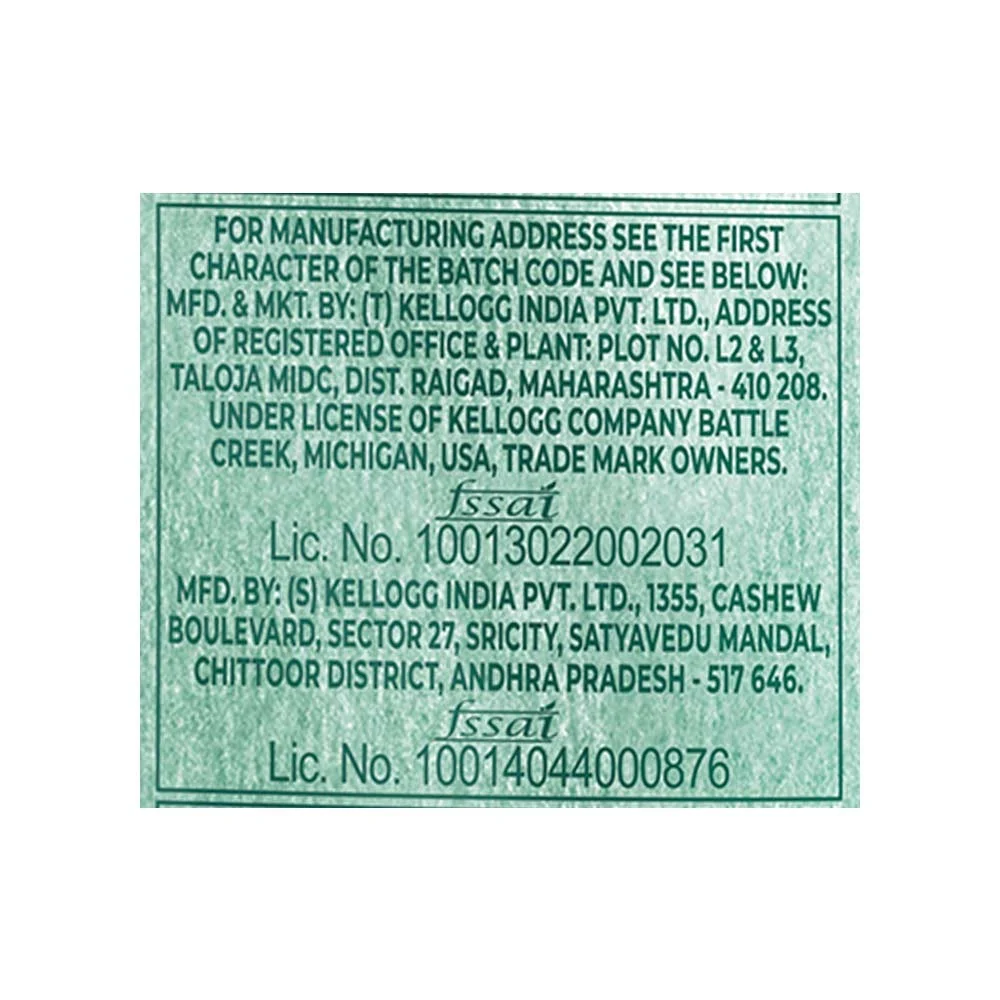 FOR MANUFACTURING ADDRESS SEE THE FIRST
CHARACTER OF THE BATCH CODE AND SEE BELOW:
MFD. & MKT. BY: (T) KELLOGG INDIA PVT. LTD., ADDRESS
OF REGISTERED OFFICE & PLANT: PLOT NO. L2 & L3,
TALOJA MIDC, DIST. RAIGAD, MAHARASHTRA - 410 208.
UNDER LICENSE OF KELLOGG COMPANY BATTLE
CREEK, MICHIGAN, USA, TRADE MARK OWNERS.
fssai
Lic. No. 10013022002031
MFD. BY: (S) KELLOGG INDIA PVT. LTD., 1355, CASHEW
BOULEVARD, SECTOR 27, SRICITY, SATYAVEDU MANDAL,
CHITTOOR DISTRICT, ANDHRA PRADESH - 517 646.
fssai
Lic. No. 10014044000876